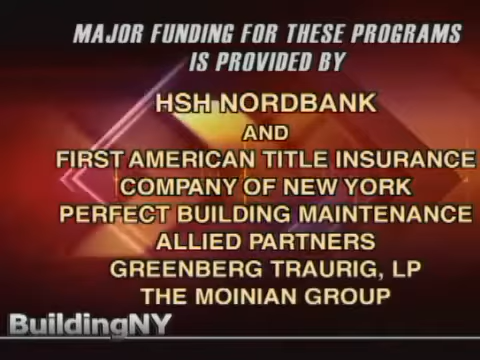 MAJOR FUNDING FOR THESE PROGRAMS
IS PROVIDED BY
HSH NORDBANK
AND
FIRST AMERICAN TITLE INSURANCE
COMPANY OF NEW YORK
PERFECT BUILDING MAINTENANCE
ALLIED PARTNERS
GREENBERG TRAURIG, LP
THE MOINIAN GROUP
BuildingNY